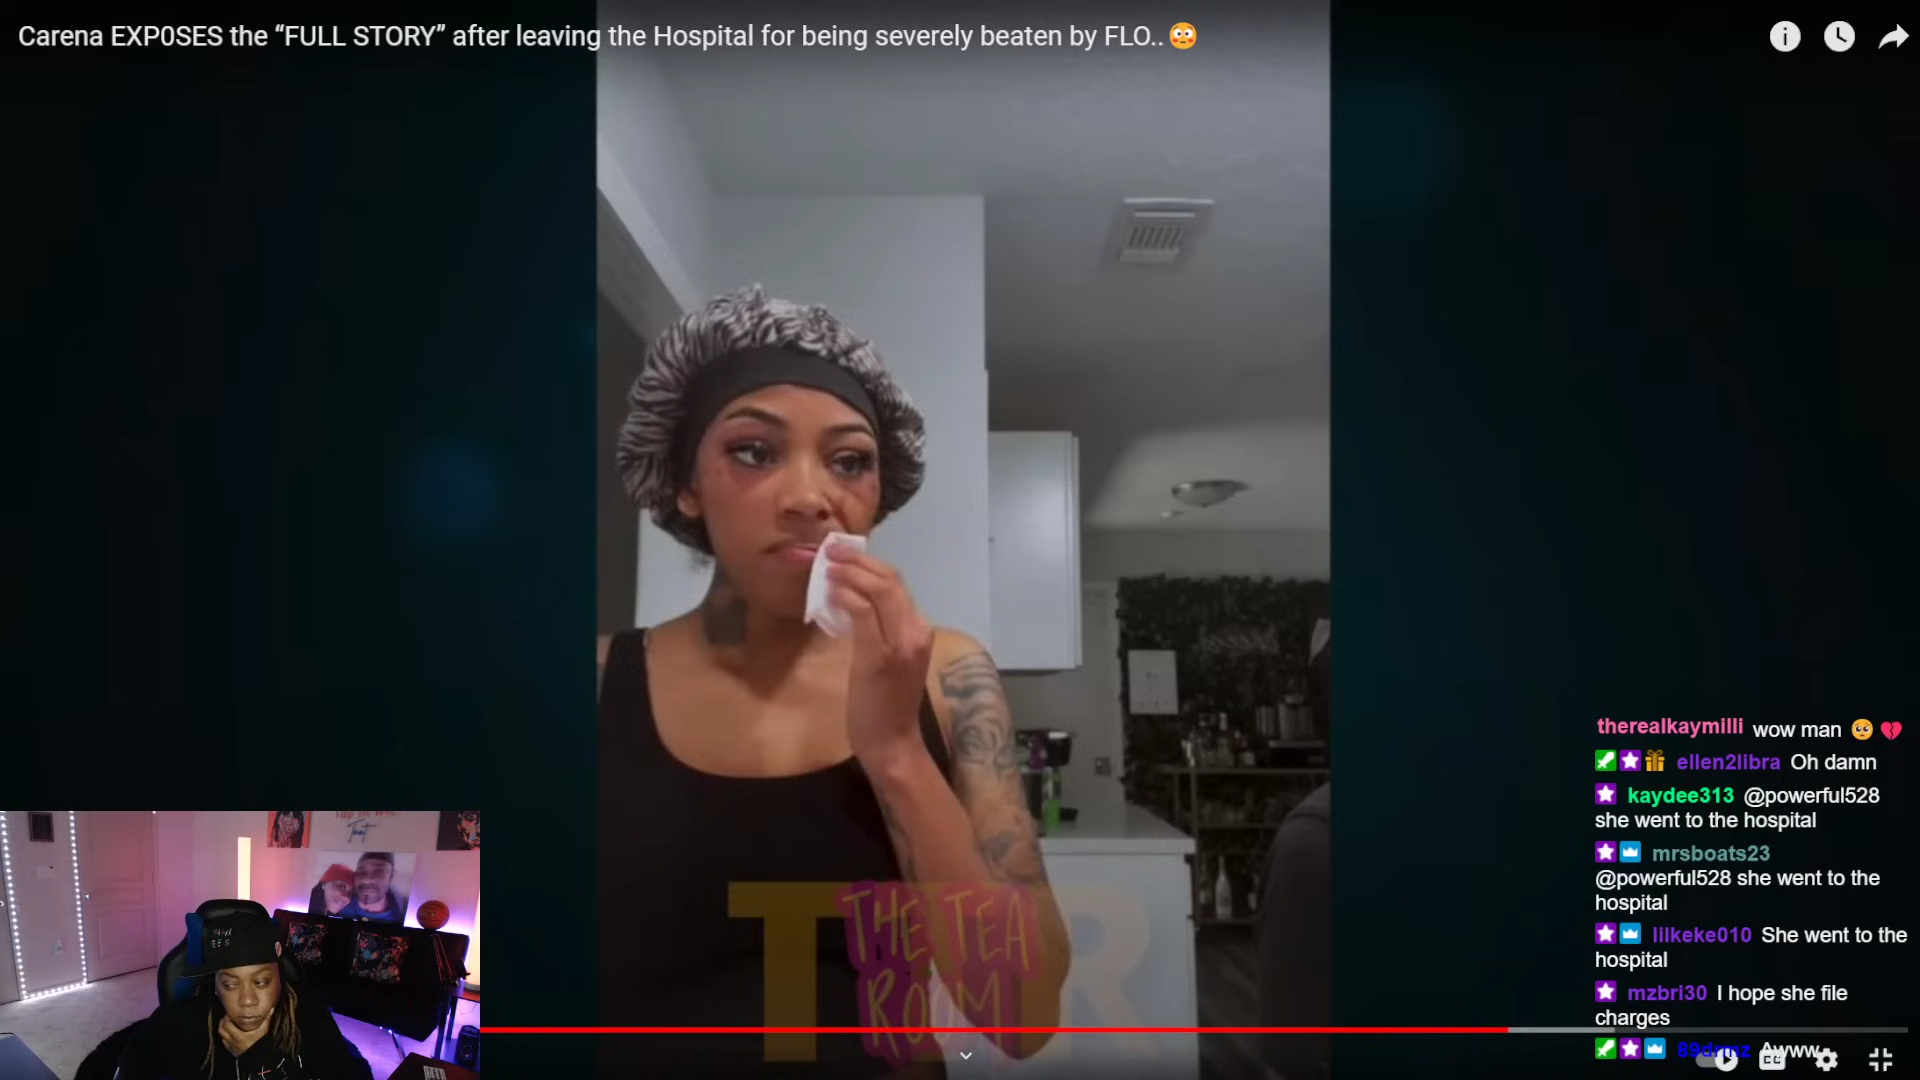 Carena EXP0SES the “FULL STORY” after leaving the Hospital for being severely beaten by FLO..😳
therealkaymilli wow man 🥺 💔
ellen2libra Oh damn
kaydee313 @powerful528
she went to the hospital
mrsboats23
@powerful528 she went to the
hospital
lilkeke010 She went to the
hospital
mzbri30 I hope she file
charges
Awww
CC
THE TEA
ROOM